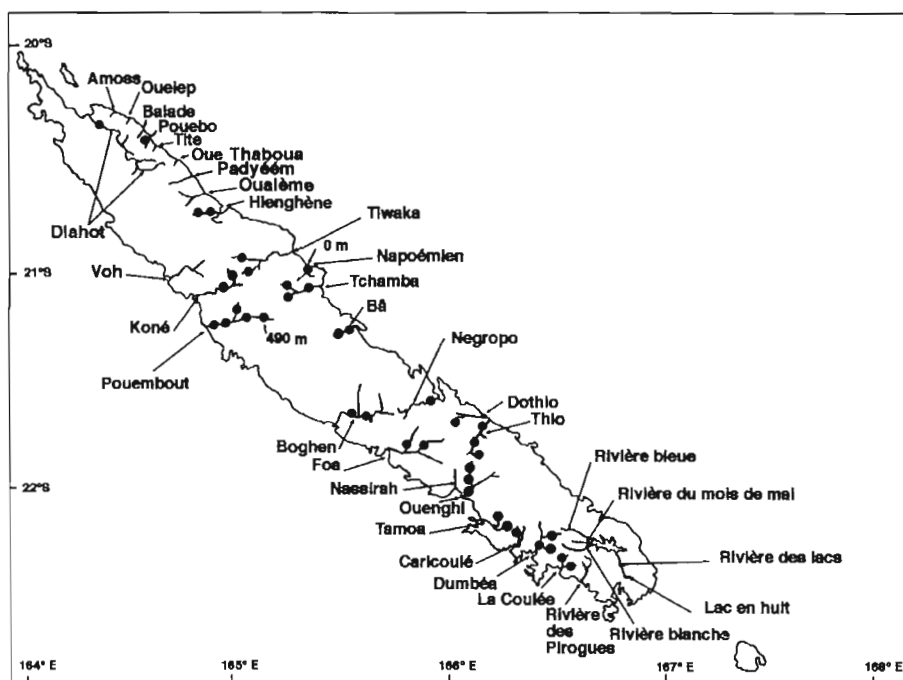 20°S
Amoss
Ouelep
Balade
Pouebo
Tite
Oue Thaboua
Padyéém
Oualème
Hienghène
Diahot
Tiwaka
0 m
Napoémien
21°S
Voh
Tchamba
Koné
Bâ
490 m
Negropo
Pouembout
Dothio
Thio
Boghen
Foa
Rivière bleue
Nassirah
Rivière du mois de mai
22°S
Ouenghi
Tamoa
Caricoulé
Rivière des lacs
Dumbéa
La Coulée
Lac en huit
Rivière
des
Pirogues
Rivière blanche
164° E
165° E
166° E
167° E
168° E